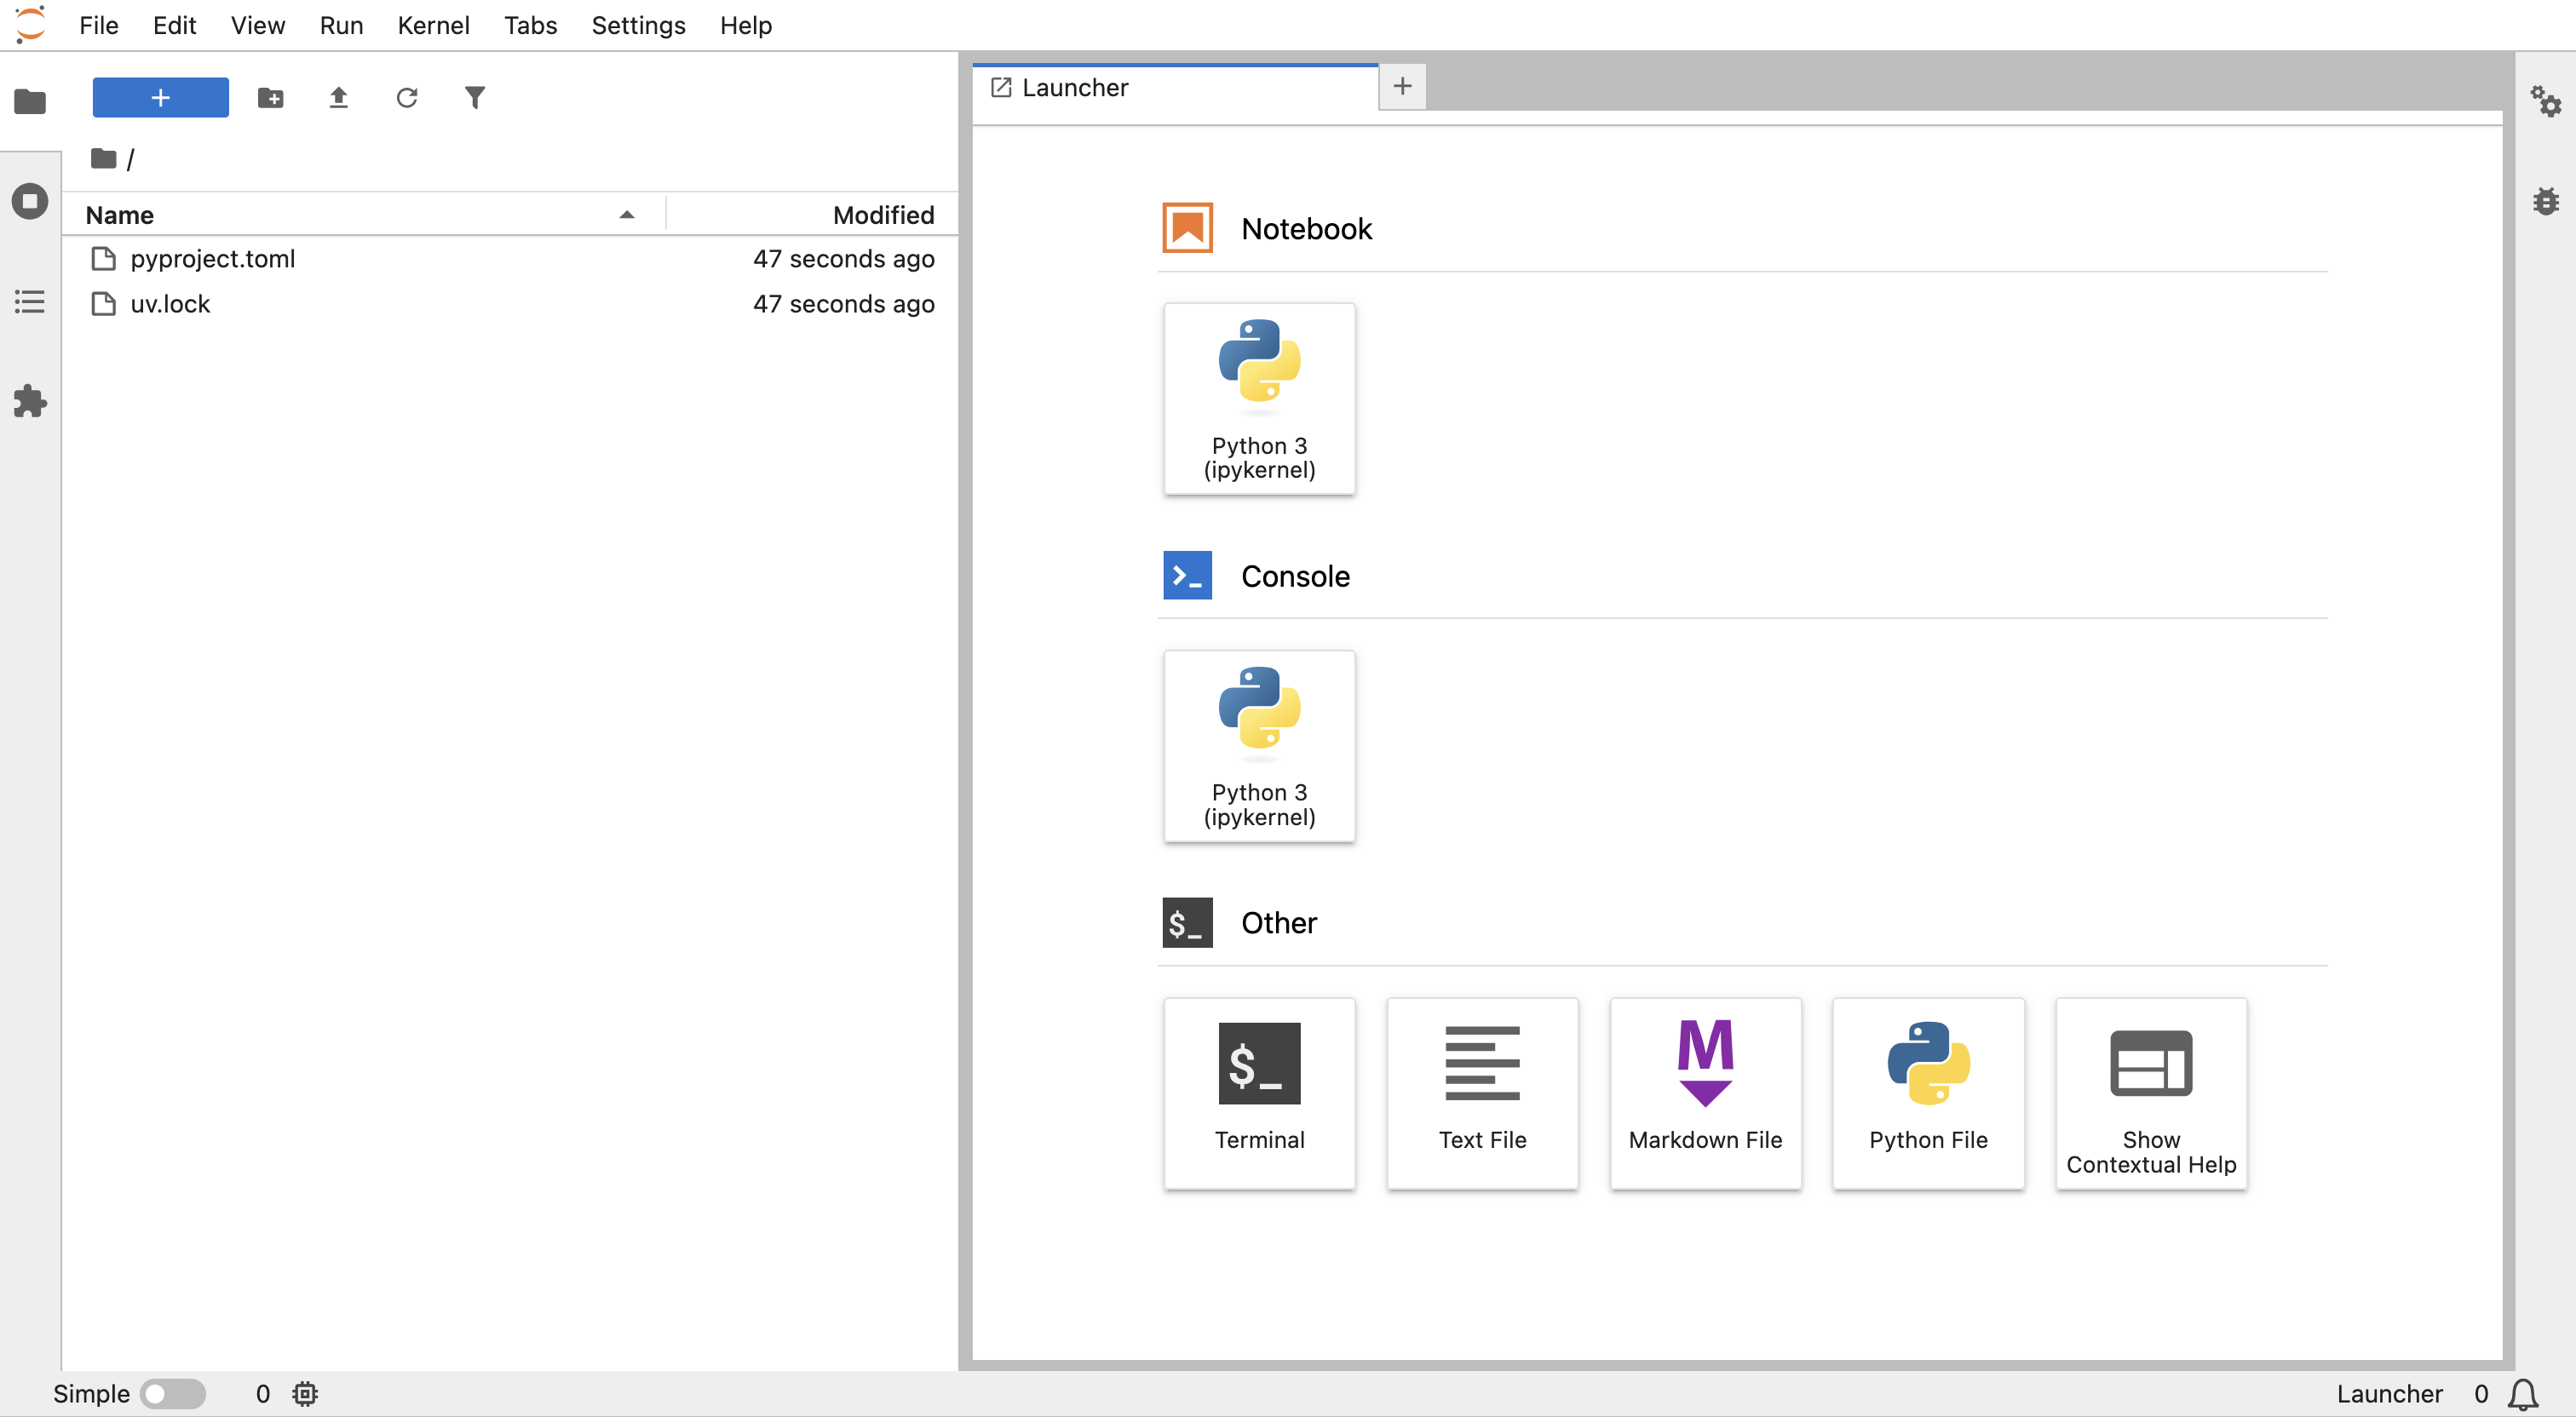 File Edit View Run Kernel Tabs Settings Help
Launcher
/
Name Modified
pyproject.toml 47 seconds ago
uv.lock 47 seconds ago
Notebook
Python 3
(ipykernel)
Console
Python 3
(ipykernel)
$_ Other
$_
Terminal
Text File
M
Markdown File
Python File
Show
Contextual Help
Simple 0 Launcher 0